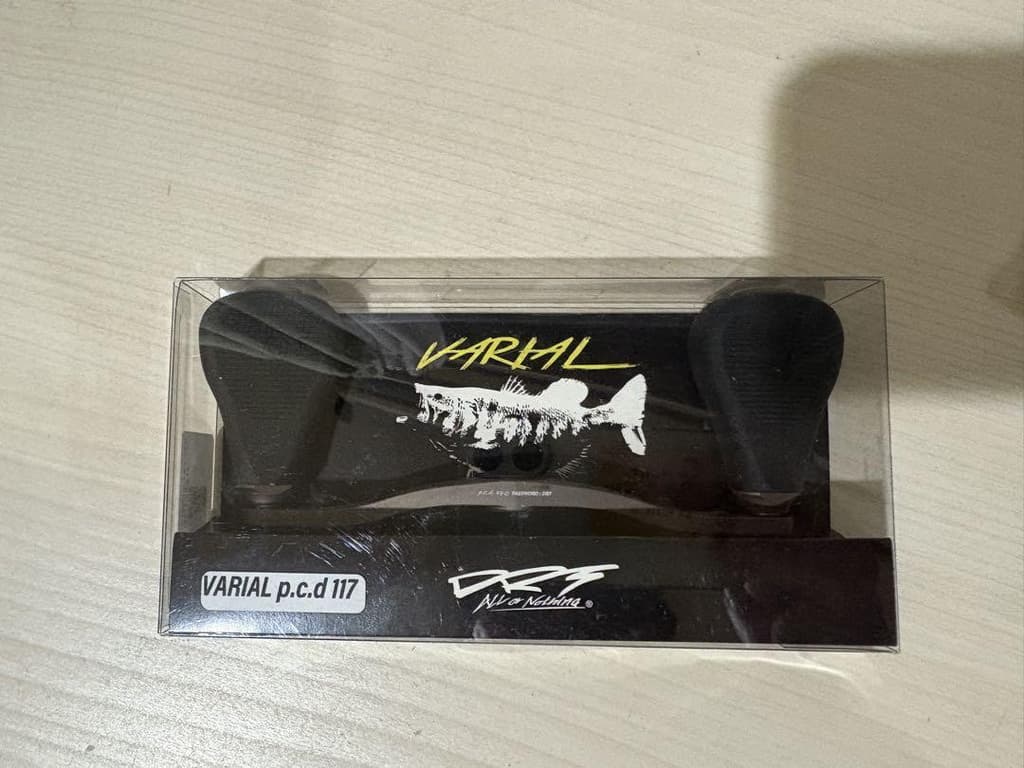 VARIAL
VARIAL p.c.d 117
DRT
All or Nothing ®